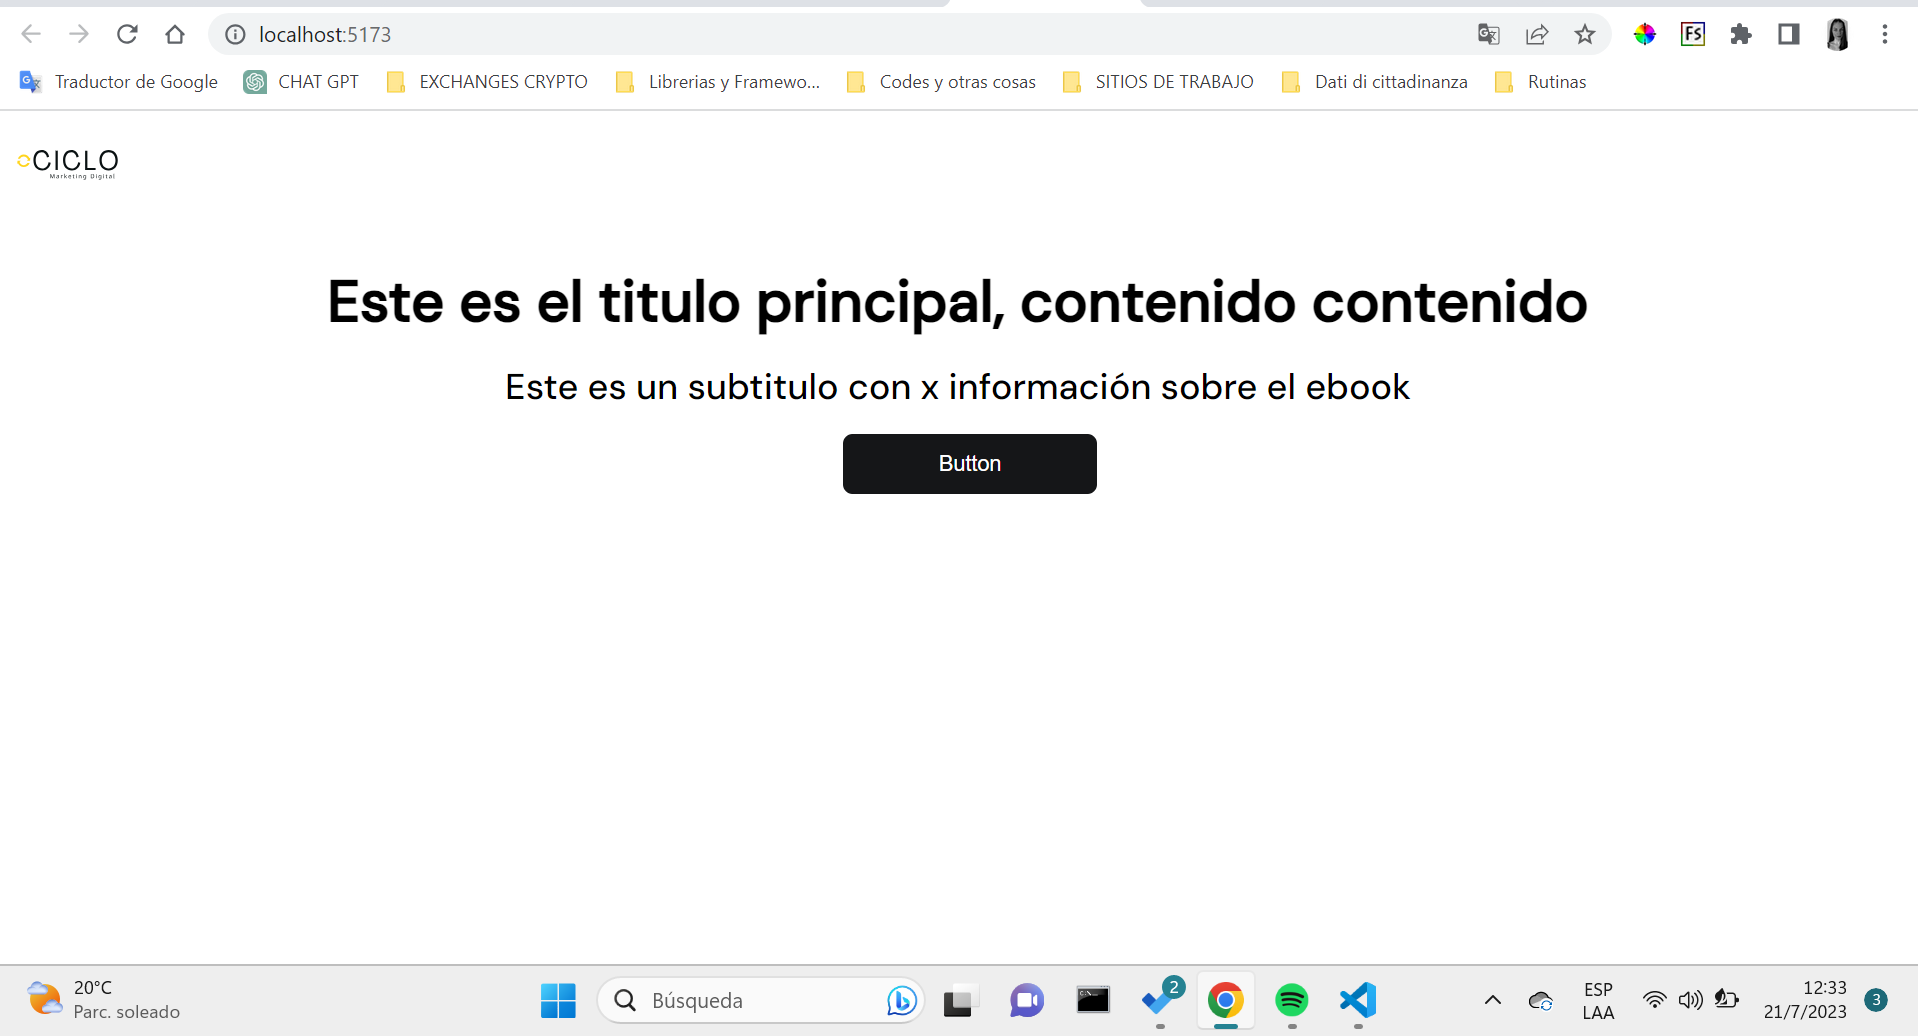 localhost:5173
Traductor de Google CHAT GPT EXCHANGES CRYPTO Librerias y Framewo... Codes y otras cosas SITIOS DE TRABAJO Dati di cittadinanza Rutinas
FS
CICLO
Marketing Digital
Este es el titulo principal, contenido contenido
Este es un subtitulo con x información sobre el ebook
Button
20°C
Parc. soleado
Búsqueda
2
ESP
LAA
12:33
21/7/2023
3